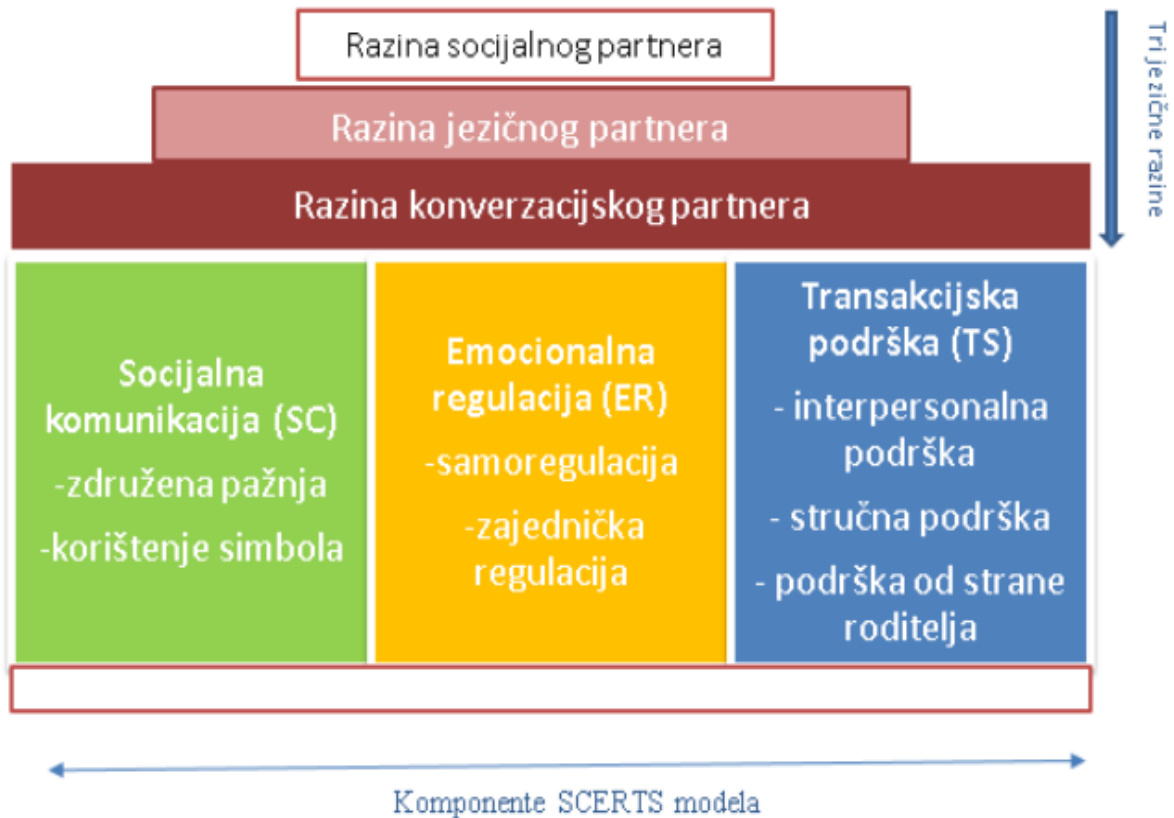 Razina socijalnog partnera
Razina jezičnog partnera
Razina konverzacijskog partnera
Tri jezične razine
Socijalna
komunikacija (SC)
-združena pažnja
-korištenje simbola
Emocionalna
regulacija (ER)
-samoregulacija
-zajednička
regulacija
Transakcijska
podrška (TS)
- interpersonalna
podrška
- stručna podrška
- podrška od strane
roditelja
Komponente SCERTS modela